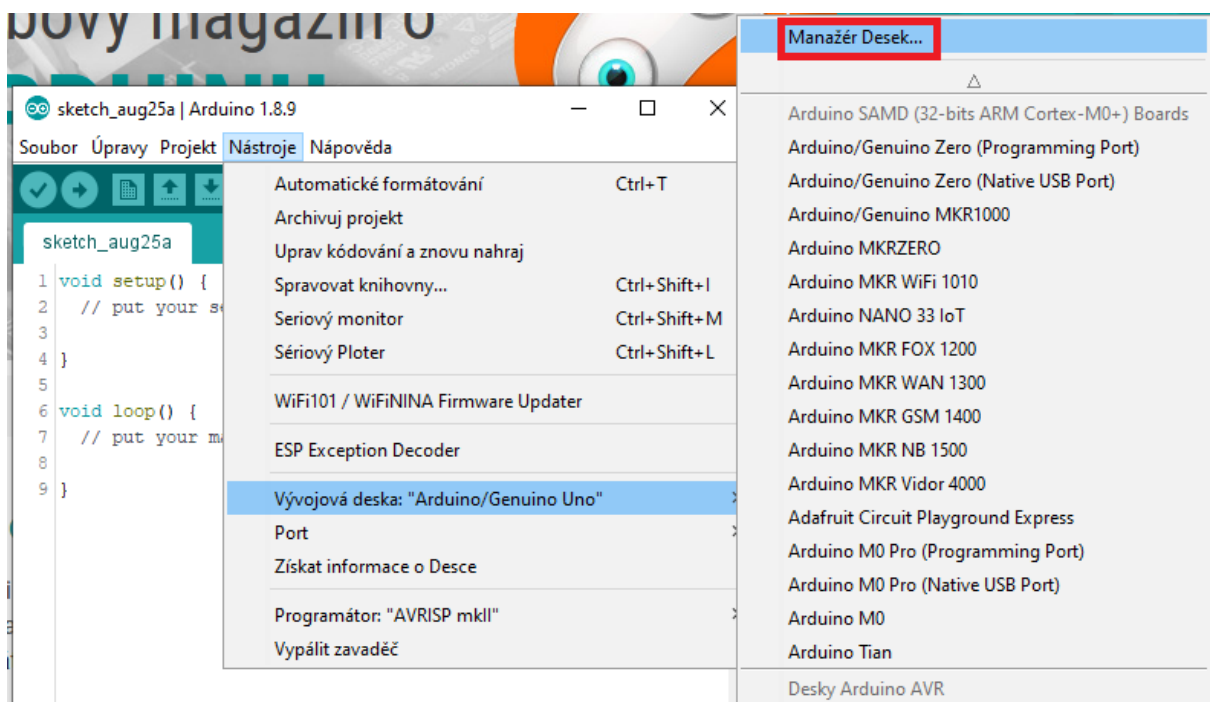 bový magazín o
Manažér Desek...
sketch_aug25a | Arduino 1.8.9
Soubor Úpravy Projekt Nástroje Nápověda
sketch_aug25a
1 void setup() {
2 // put your s
3
4 }
5
6 void loop() {
7 // put your m
8
9 }
Automatické formátování Ctrl+T
Archivuj projekt
Uprav kódování a znovu nahraj
Spravovat knihovny... Ctrl+Shift+I
Seriový monitor Ctrl+Shift+M
Sériový Ploter Ctrl+Shift+L
WiFi101 / WiFiNINA Firmware Updater
ESP Exception Decoder
Vývojová deska: "Arduino/Genuino Uno"
Port
Získat informace o Desce
Programátor: "AVRISP mkII"
Vypálit zavaděč
Arduino SAMD (32-bits ARM Cortex-M0+) Boards
Arduino/Genuino Zero (Programming Port)
Arduino/Genuino Zero (Native USB Port)
Arduino/Genuino MKR1000
Arduino MKRZERO
Arduino MKR WiFi 1010
Arduino NANO 33 IoT
Arduino MKR FOX 1200
Arduino MKR WAN 1300
Arduino MKR GSM 1400
Arduino MKR NB 1500
Arduino MKR Vidor 4000
Adafruit Circuit Playground Express
Arduino M0 Pro (Programming Port)
Arduino M0 Pro (Native USB Port)
Arduino M0
Arduino Tian
Desky Arduino AVR